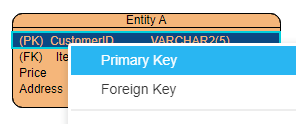 Entity A
(PK) CustomerID VARCHAR2(5)
(FK) Ite
Primary Key
Price
Address
Foreign Key